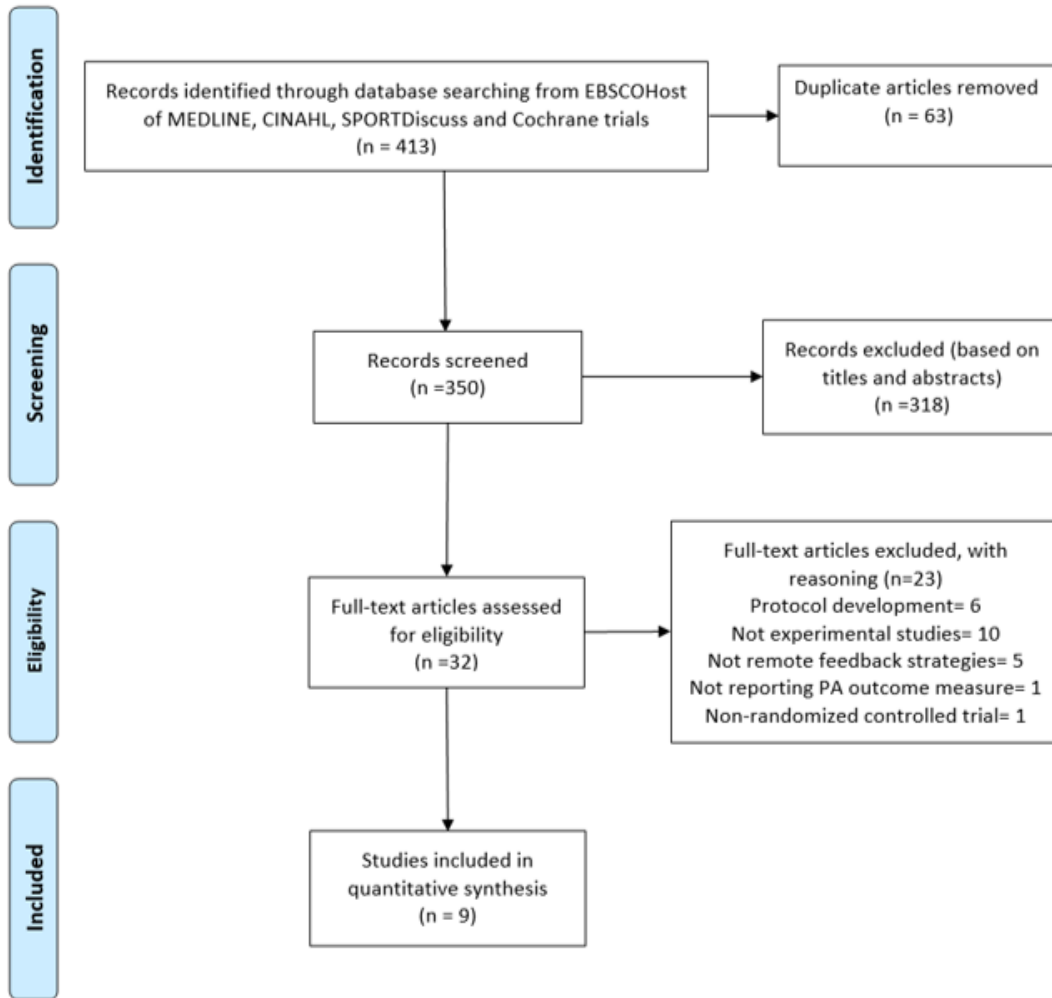 Identification
Records identified through database searching from EBSCOHost
of MEDLINE, CINAHL, SPORTDiscuss and Cochrane trials
(n = 413)
Duplicate articles removed
(n = 63)
Screening
Records screened
(n =350)
Records excluded (based on
titles and abstracts)
(n =318)
Eligibility
Full-text articles assessed
for eligibility
(n =32)
Full-text articles excluded, with
reasoning (n=23)
Protocol development= 6
Not experimental studies= 10
Not remote feedback strategies= 5
Not reporting PA outcome measure= 1
Non-randomized controlled trial= 1
Included
Studies included in
quantitative synthesis
(n = 9)